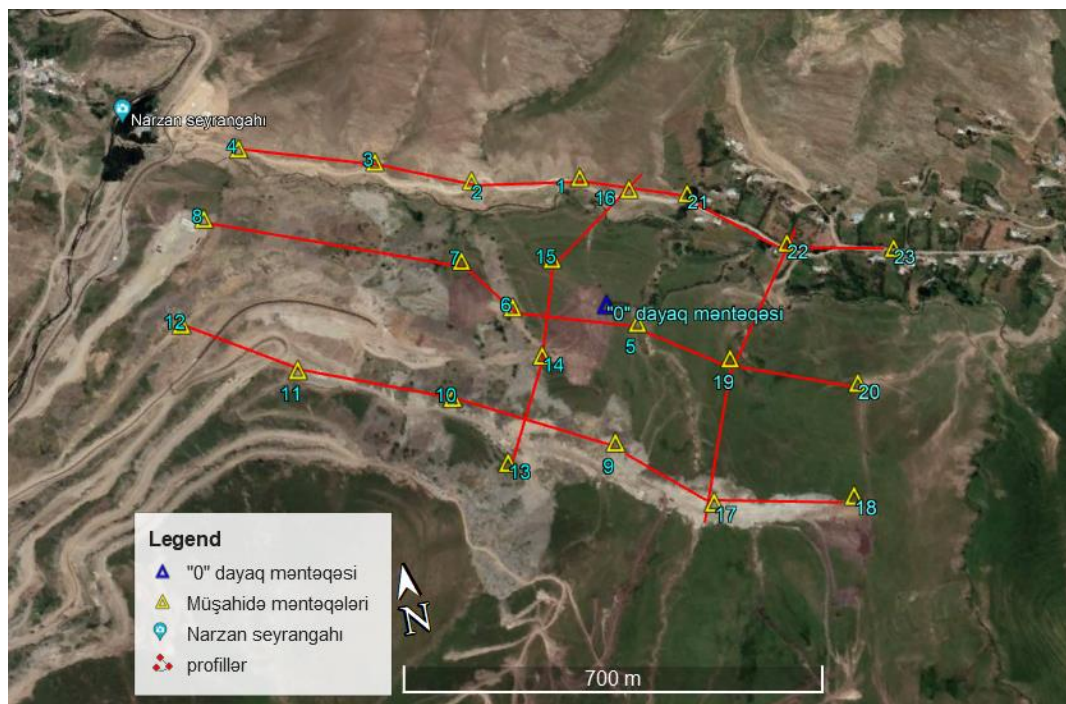 Narzan seyrangahı
4
3
2
1
16
21
8
7
15
22
23
6
"0" dayaq məntəqəsi
5
12
14
19
20
11
10
9
13
17
18
Legend
"0" dayaq məntəqəsi
Müşahidə məntəqələri
Narzan seyrangahı
profillər
N
700 m